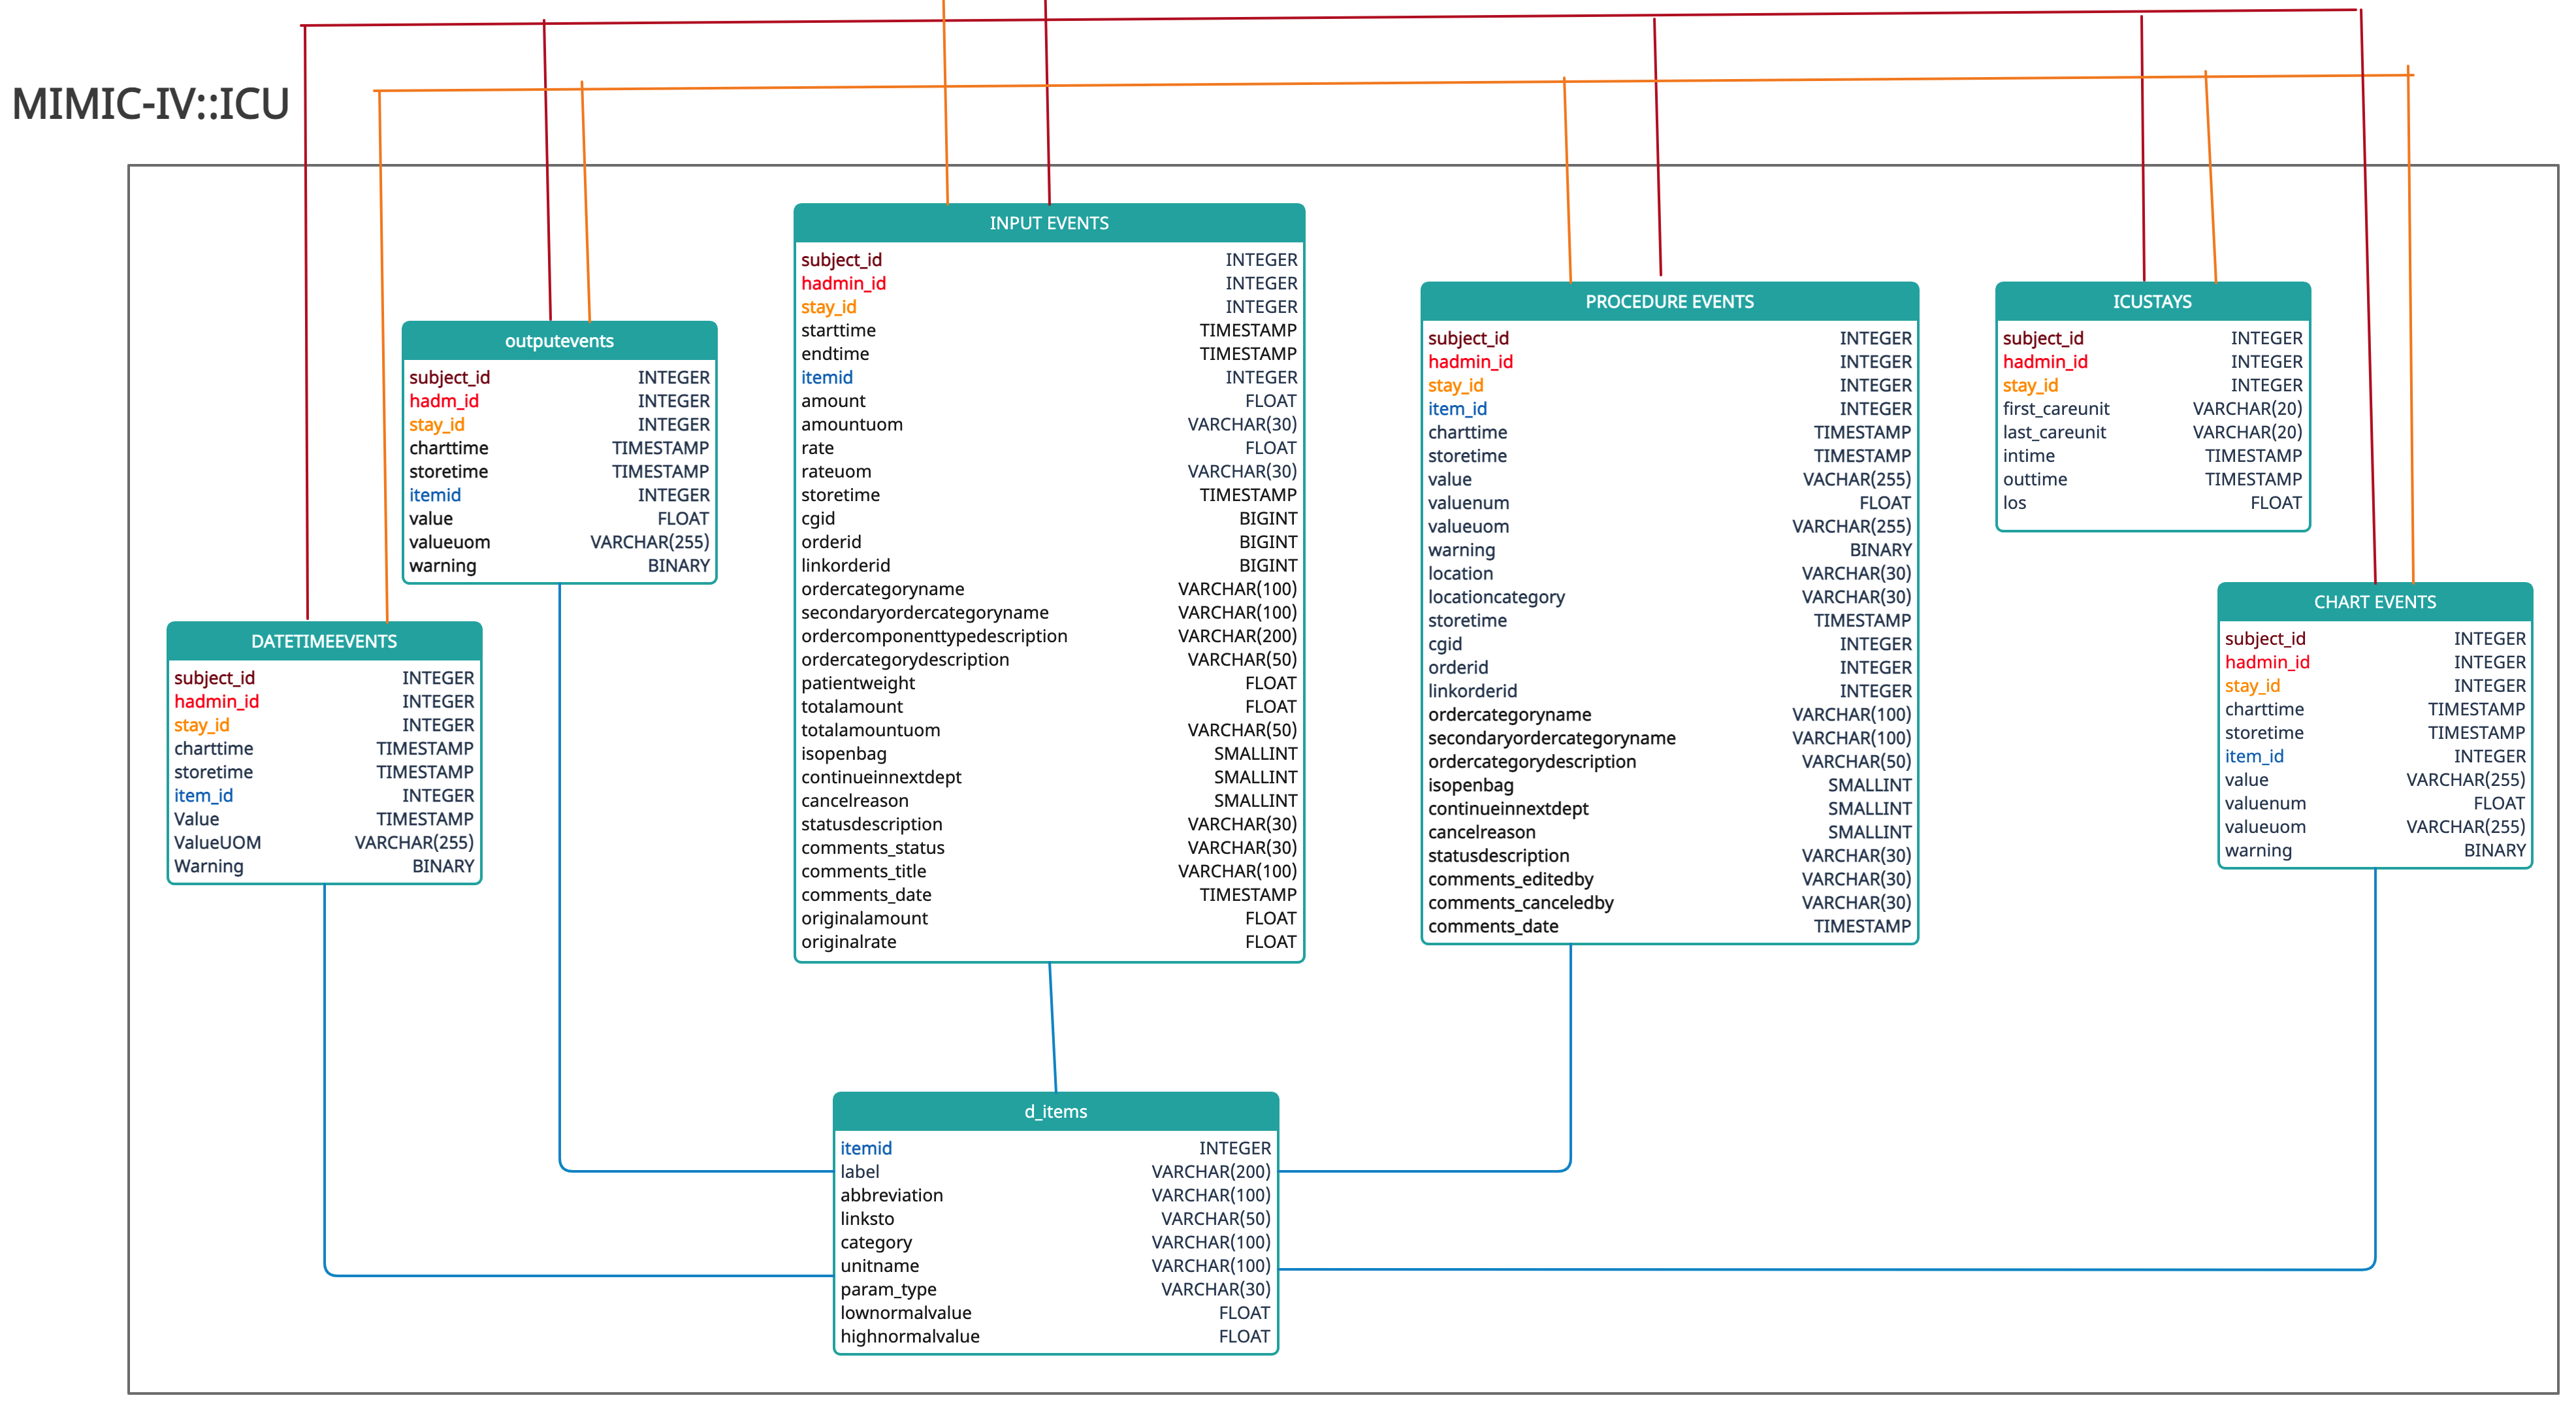 MIMIC-IV::ICU
INPUT EVENTS
subject_id INTEGER
hadmin_id INTEGER
stay_id INTEGER
starttime TIMESTAMP
endtime TIMESTAMP
itemid INTEGER
amount FLOAT
amountuom VARCHAR(30)
rate FLOAT
rateuom VARCHAR(30)
storetime TIMESTAMP
cgid BIGINT
orderid BIGINT
linkorderid BIGINT
ordercategoryname VARCHAR(100)
secondaryordercategoryname VARCHAR(100)
ordercomponenttypedescription VARCHAR(200)
ordercategorydescription VARCHAR(50)
patientweight FLOAT
totalamount FLOAT
totalamountuom VARCHAR(50)
isopenbag SMALLINT
continueinnextdept SMALLINT
cancelreason SMALLINT
statusdescription VARCHAR(30)
comments_status VARCHAR(30)
comments_title VARCHAR(100)
comments_date TIMESTAMP
originalamount FLOAT
originalrate FLOAT
PROCEDURE EVENTS
subject_id INTEGER
hadmin_id INTEGER
stay_id INTEGER
item_id INTEGER
charttime TIMESTAMP
storetime TIMESTAMP
value VACHAR(255)
valuenum FLOAT
valueuom VARCHAR(255)
warning BINARY
location VARCHAR(30)
locationcategory VARCHAR(30)
storetime TIMESTAMP
cgid INTEGER
orderid INTEGER
linkorderid INTEGER
ordercategoryname VARCHAR(100)
secondaryordercategoryname VARCHAR(100)
ordercategorydescription VARCHAR(50)
isopenbag SMALLINT
continueinnextdept SMALLINT
cancelreason SMALLINT
statusdescription VARCHAR(30)
comments_editedby VARCHAR(30)
comments_canceledby VARCHAR(30)
comments_date TIMESTAMP
ICUSTAYS
subject_id INTEGER
hadmin_id INTEGER
stay_id INTEGER
first_careunit VARCHAR(20)
last_careunit VARCHAR(20)
intime TIMESTAMP
outtime TIMESTAMP
los FLOAT
outputevents
subject_id INTEGER
hadm_id INTEGER
stay_id INTEGER
charttime TIMESTAMP
storetime TIMESTAMP
itemid INTEGER
value FLOAT
valueuom VARCHAR(255)
warning BINARY
CHART EVENTS
subject_id INTEGER
hadmin_id INTEGER
stay_id INTEGER
charttime TIMESTAMP
storetime TIMESTAMP
item_id INTEGER
value VARCHAR(255)
valuenum FLOAT
valueuom VARCHAR(255)
warning BINARY
DATETIMEEVENTS
subject_id INTEGER
hadmin_id INTEGER
stay_id INTEGER
charttime TIMESTAMP
storetime TIMESTAMP
item_id INTEGER
Value TIMESTAMP
ValueUOM VARCHAR(255)
Warning BINARY
d_items
itemid INTEGER
label VARCHAR(200)
abbreviation VARCHAR(100)
linksto VARCHAR(50)
category VARCHAR(100)
unitname VARCHAR(100)
param_type VARCHAR(30)
lownormalvalue FLOAT
highnormalvalue FLOAT